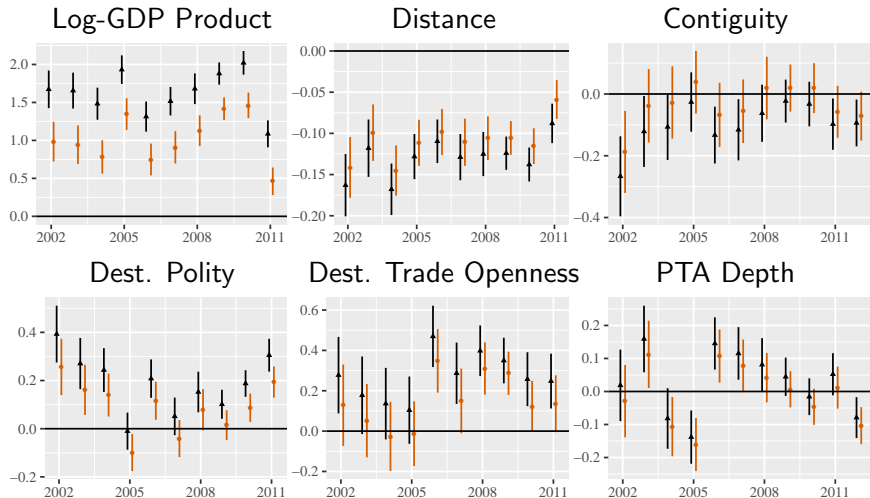 Log-GDP Product
Distance
Contiguity
2.0
1.5
1.0
0.5
0.0
2002 2005 2008 2011
0.00
−0.05
−0.10
−0.15
−0.20
2002 2005 2008 2011
0.0
−0.2
−0.4
2002 2005 2008 2011
Dest. Polity
Dest. Trade Openness
PTA Depth
0.4
0.2
0.0
−0.2
2002 2005 2008 2011
0.6
0.4
0.2
0.0
−0.2
2002 2005 2008 2011
0.2
0.1
0.0
−0.1
−0.2
2002 2005 2008 2011